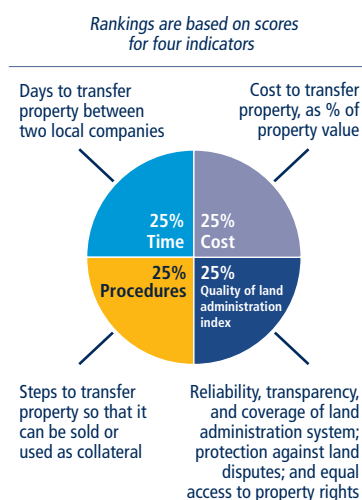 Rankings are based on scores
for four indicators
Days to transfer
property between
two local companies
Cost to transfer
property, as % of
property value
25%
Time
25%
Cost
25%
Procedures
25%
Quality of land
administration
index
Steps to transfer
property so that it
can be sold or
used as collateral
Reliability, transparency,
and coverage of land
administration system;
protection against land
disputes; and equal
access to property rights